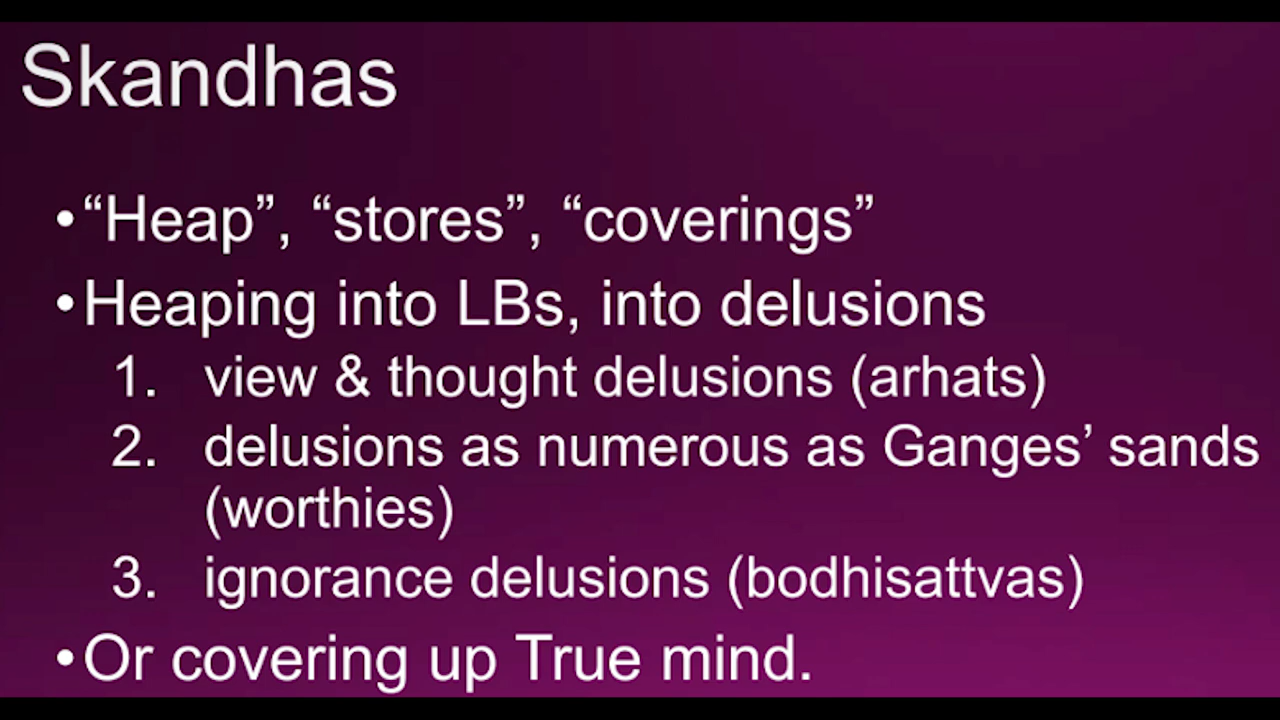 Skandhas
•“Heap”, “stores”, “coverings”
•Heaping into LBs, into delusions
1. view & thought delusions (arhats)
2. delusions as numerous as Ganges’ sands
(worthies)
3. ignorance delusions (bodhisattvas)
•Or covering up True mind.